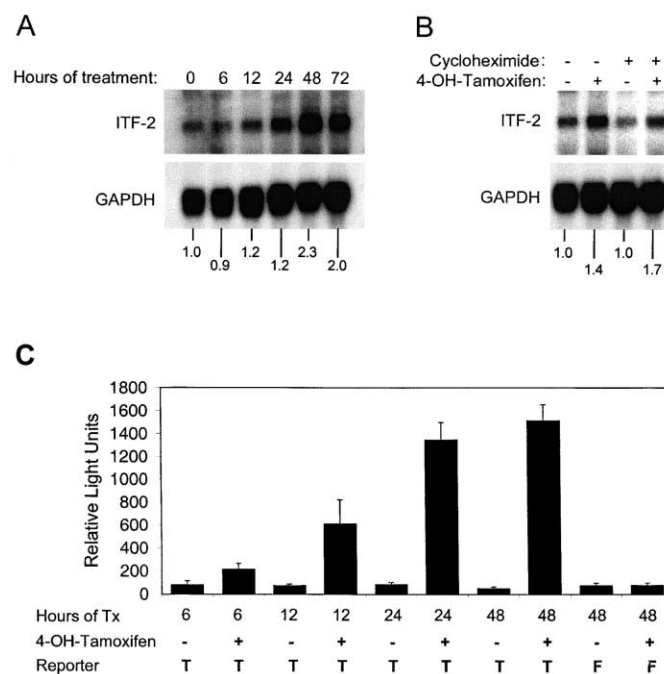 A
Hours of treatment: 0 6 12 24 48 72
ITF-2
GAPDH
1.0 0.9 1.2 1.2 2.3 2.0
B
Cycloheximide: - - + +
4-OH-Tamoxifen: - + - +
ITF-2
GAPDH
1.0 1.4 1.0 1.7
C
Relative Light Units
1800
1600
1400
1200
1000
800
600
400
200
0
Hours of Tx 6 6 12 12 24 24 48 48 48 48
4-OH-Tamoxifen - + - + - + - + - +
Reporter T T T T T T T T F F